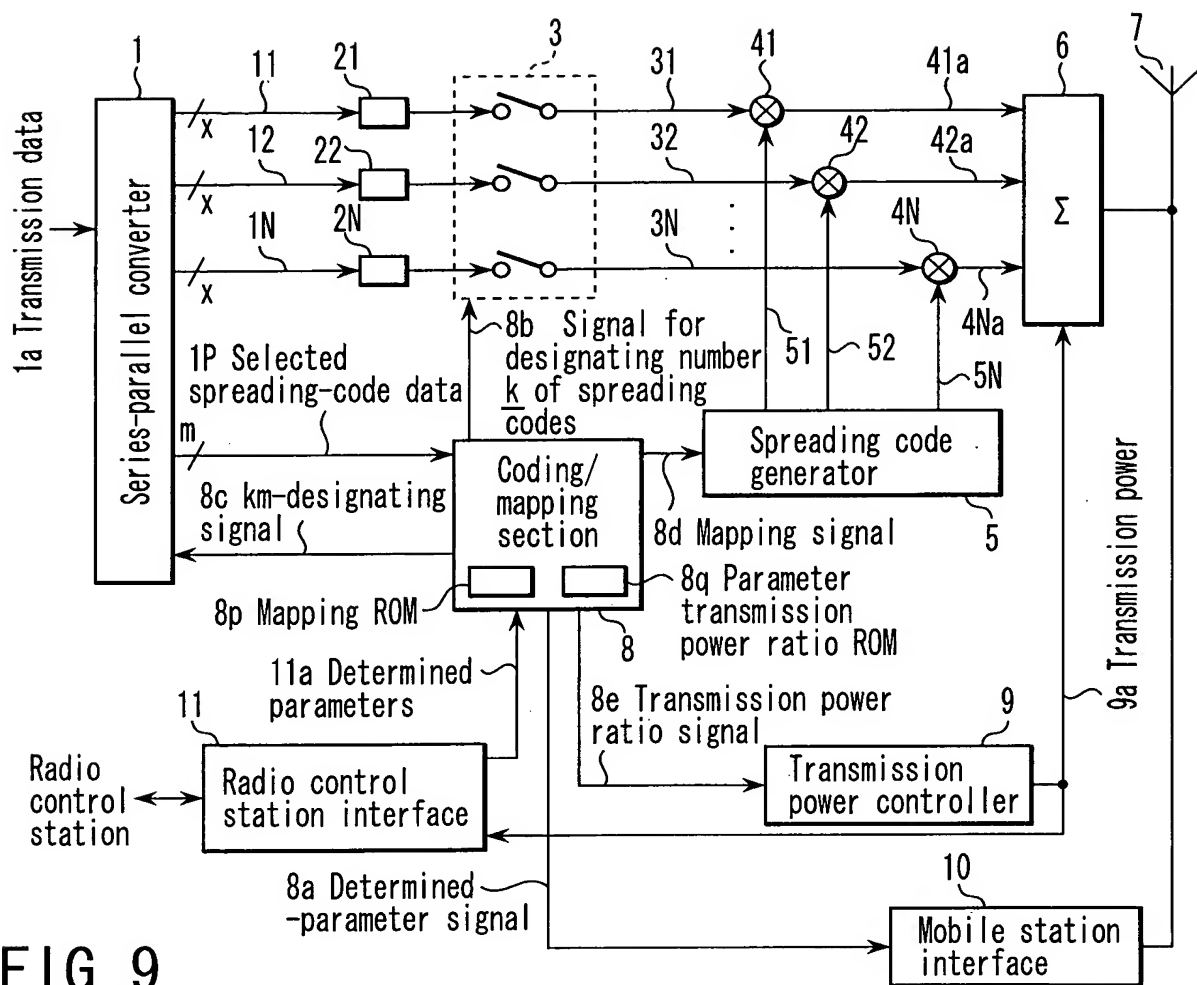 1
11
21
3
31
41
41a
6
7
x
12
22
32
42
42a
x
1N
2N
3N
4N
4Na
x
Σ
1a Transmission data
Series-parallel converter
1P Selected
spreading-code data
m
8b Signal for
designating number
k of spreading
codes
51
52
5N
Coding/
mapping
section
Spreading code
generator
5
8c km-designating
signal
8d Mapping signal
8p Mapping ROM
8q Parameter
transmission
power ratio ROM
8
11a Determined
parameters
8e Transmission power
ratio signal
9a Transmission power
11
9
Radio
control
station
Radio control
station interface
Transmission
power controller
8a Determined
-parameter signal
10
Mobile station
interface
FIG 9